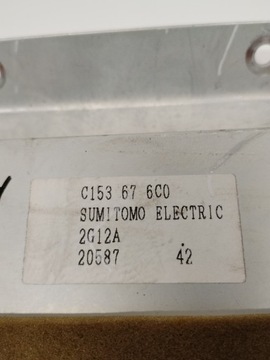 C153 67 6C0
SUMITOMO ELECTRIC
2G12A
20587 42